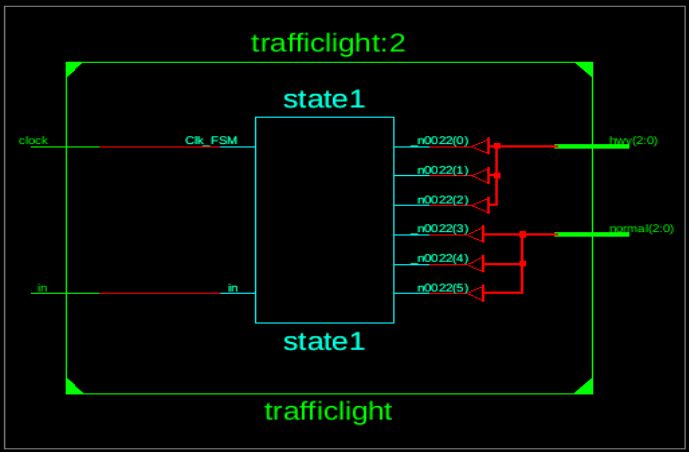 trafficlight:2
state1
clock
Clk_FSM
_n0022(0)
hwy(2:0)
_n0022(1)
_n0022(2)
_n0022(3)
normal(2:0)
_n0022(4)
in
in
_n0022(5)
state1
trafficlight